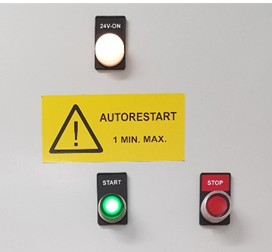 24V-ON
AUTORESTART
1 MIN. MAX.
START
STOP